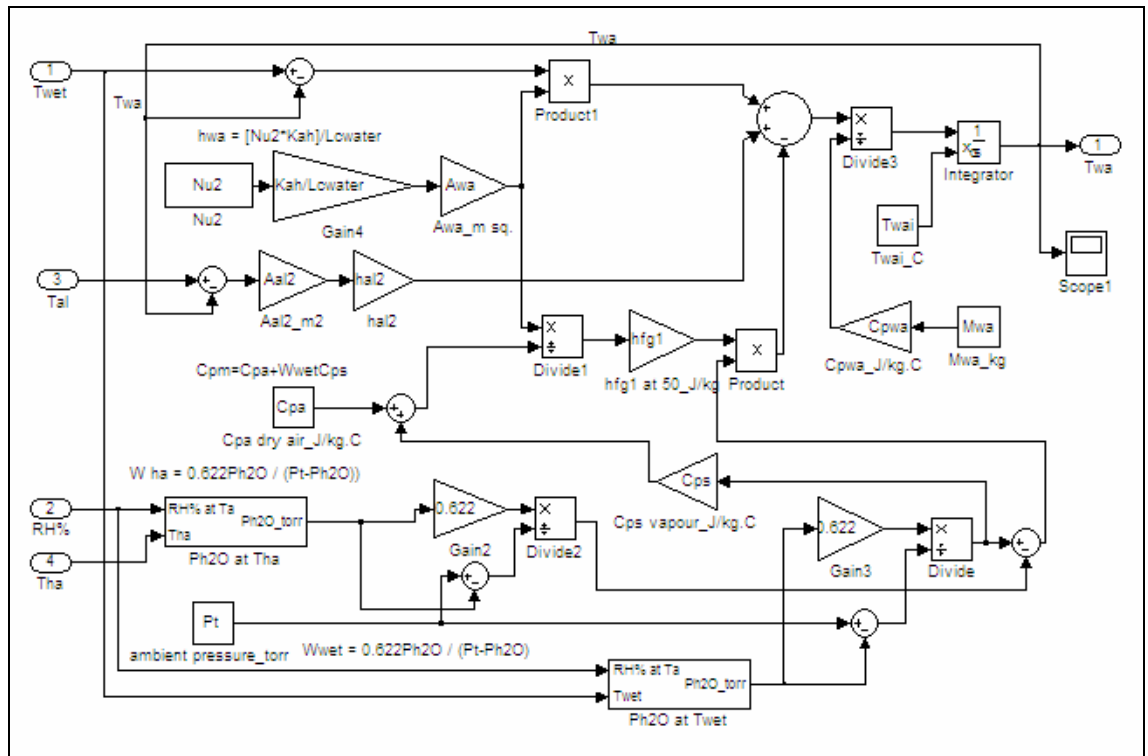 Twa
1
Twet
Twa
+
-
x
Product1
hwa = [Nu2*Kah]/Lcwater
Nu2
Nu2
Kah/Lcwater
Gain4
Awa
Awa_m sq.
+
+
-
×
÷
Divide3
1
s
xo
Integrator
1
Twa
Twai
Twai_C
Scope1
3
Tal
+
-
Aal2
Aal2_m2
hal2
hal2
×
÷
Divide1
hfg1
hfg1 at 50_J/kg
x
Product
Cpwa
Cpwa_J/kg.C
Mwa
Mwa_kg
Cpm=Cpa+WwetCps
Cpa
Cpa dry air_J/kg.C
+
+
Cps
Cps vapour_J/kg.C
W ha = 0.622Ph2O / (Pt-Ph2O))
2
RH%
4
Tha
RH% at Ta
Tha
Ph2O_torr
Ph2O at Tha
0.622
Gain2
×
÷
Divide2
+
-
0.622
Gain3
×
÷
Divide
+
-
Pt
ambient pressure_torr
Wwet = 0.622Ph2O / (Pt-Ph2O)
+
-
RH% at Ta
Twet
Ph2O_torr
Ph2O at Twet